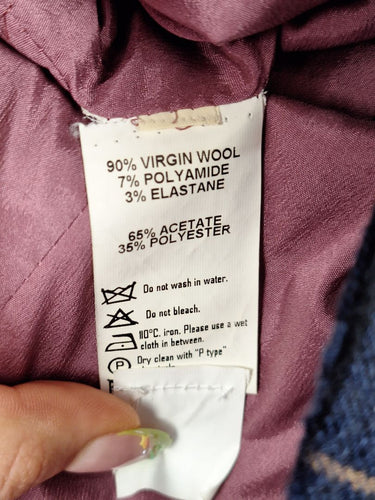 90% VIRGIN WOOL
7% POLYAMIDE
3% ELASTANE
65% ACETATE
35% POLYESTER
Do not wash in water.
Do not bleach.
110°C. iron. Please use a wet
cloth in between.
P
Dry clean with "P type"